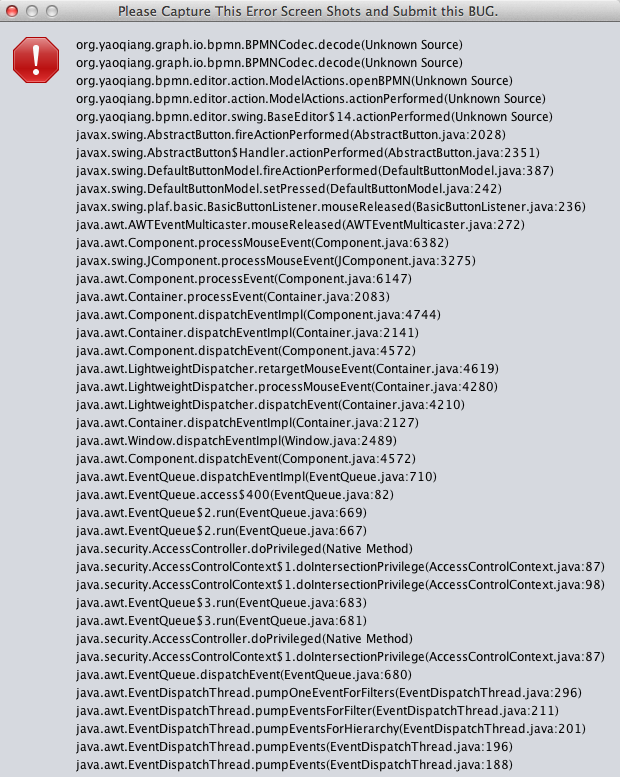 Please Capture This Error Screen Shots and Submit this BUG.
org.yaoqiang.graph.io.bpmn.BPMNCodec.decode(Unknown Source)
org.yaoqiang.graph.io.bpmn.BPMNCodec.decode(Unknown Source)
org.yaoqiang.bpmn.editor.action.ModelActions.openBPMN(Unknown Source)
org.yaoqiang.bpmn.editor.action.ModelActions.actionPerformed(Unknown Source)
org.yaoqiang.bpmn.editor.swing.BaseEditor$14.actionPerformed(Unknown Source)
javax.swing.AbstractButton.fireActionPerformed(AbstractButton.java:2028)
javax.swing.AbstractButton$Handler.actionPerformed(AbstractButton.java:2351)
javax.swing.DefaultButtonModel.fireActionPerformed(DefaultButtonModel.java:387)
javax.swing.DefaultButtonModel.setPressed(DefaultButtonModel.java:242)
javax.swing.plaf.basic.BasicButtonListener.mouseReleased(BasicButtonListener.java:236)
java.awt.AWTEventMulticaster.mouseReleased(AWTEventMulticaster.java:272)
java.awt.Component.processMouseEvent(Component.java:6382)
javax.swing.JComponent.processMouseEvent(JComponent.java:3275)
java.awt.Component.processEvent(Component.java:6147)
java.awt.Container.processEvent(Container.java:2083)
java.awt.Component.dispatchEventImpl(Component.java:4744)
java.awt.Container.dispatchEventImpl(Container.java:2141)
java.awt.Component.dispatchEvent(Component.java:4572)
java.awt.LightweightDispatcher.retargetMouseEvent(Container.java:4619)
java.awt.LightweightDispatcher.processMouseEvent(Container.java:4280)
java.awt.LightweightDispatcher.dispatchEvent(Container.java:4210)
java.awt.Container.dispatchEventImpl(Container.java:2127)
java.awt.Window.dispatchEventImpl(Window.java:2489)
java.awt.Component.dispatchEvent(Component.java:4572)
java.awt.EventQueue.dispatchEventImpl(EventQueue.java:710)
java.awt.EventQueue.access$400(EventQueue.java:82)
java.awt.EventQueue$2.run(EventQueue.java:669)
java.awt.EventQueue$2.run(EventQueue.java:667)
java.security.AccessController.doPrivileged(Native Method)
java.security.AccessControlContext$1.doIntersectionPrivilege(AccessControlContext.java:87)
java.security.AccessControlContext$1.doIntersectionPrivilege(AccessControlContext.java:98)
java.awt.EventQueue$3.run(EventQueue.java:683)
java.awt.EventQueue$3.run(EventQueue.java:681)
java.security.AccessController.doPrivileged(Native Method)
java.security.AccessControlContext$1.doIntersectionPrivilege(AccessControlContext.java:87)
java.awt.EventQueue.dispatchEvent(EventQueue.java:680)
java.awt.EventDispatchThread.pumpOneEventForFilters(EventDispatchThread.java:296)
java.awt.EventDispatchThread.pumpEventsForFilter(EventDispatchThread.java:211)
java.awt.EventDispatchThread.pumpEventsForHierarchy(EventDispatchThread.java:201)
java.awt.EventDispatchThread.pumpEvents(EventDispatchThread.java:196)
java.awt.EventDispatchThread.pumpEvents(EventDispatchThread.java:188)